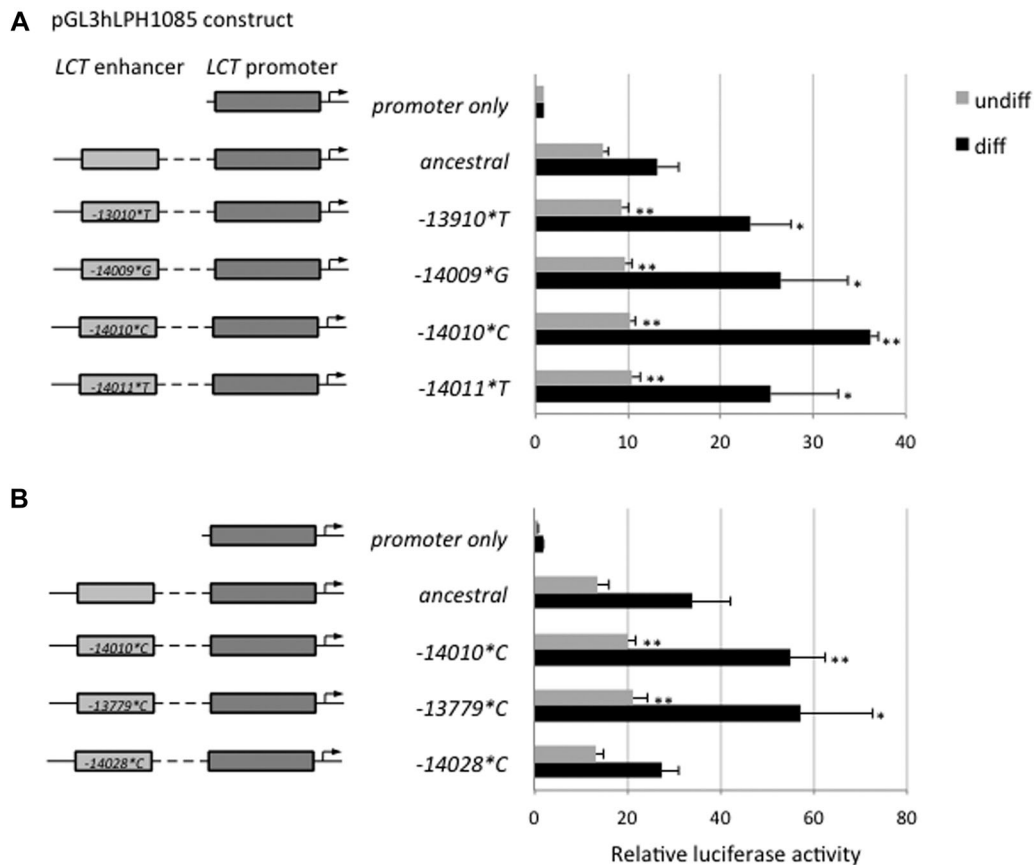 A pGL3hLPH1085 construct
LCT enhancer LCT promoter
promoter only
ancestral
-13010*T -13910*T **
*
-14009*G -14009*G **
*
-14010*C -14010*C **
**
-14011*T -14011*T **
*
undiff
diff
0 10 20 30 40
B
promoter only
ancestral
-14010*C -14010*C **
**
-13779*C -13779*C **
*
-14028*C -14028*C
0 20 40 60 80
Relative luciferase activity